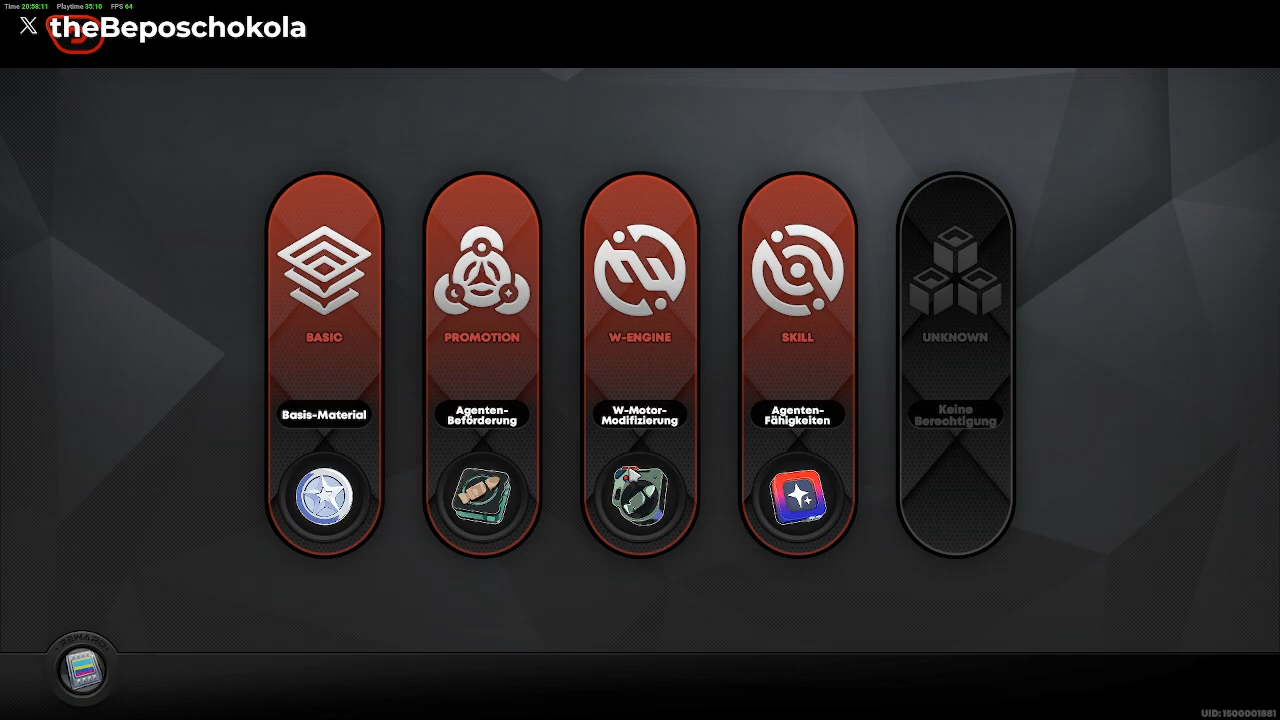 Time 20:58:11 Playtime 35:10 FPS 64
theBeposchokola
BASIC
PROMOTION
W-ENGINE
SKILL
UNKNOWN
Basis-Material
Agenten-
Beförderung
W-Motor-
Modifizierung
Agenten-
Fähigkeiten
Keine
Berechtigung
REWARD
UID: 1500001881